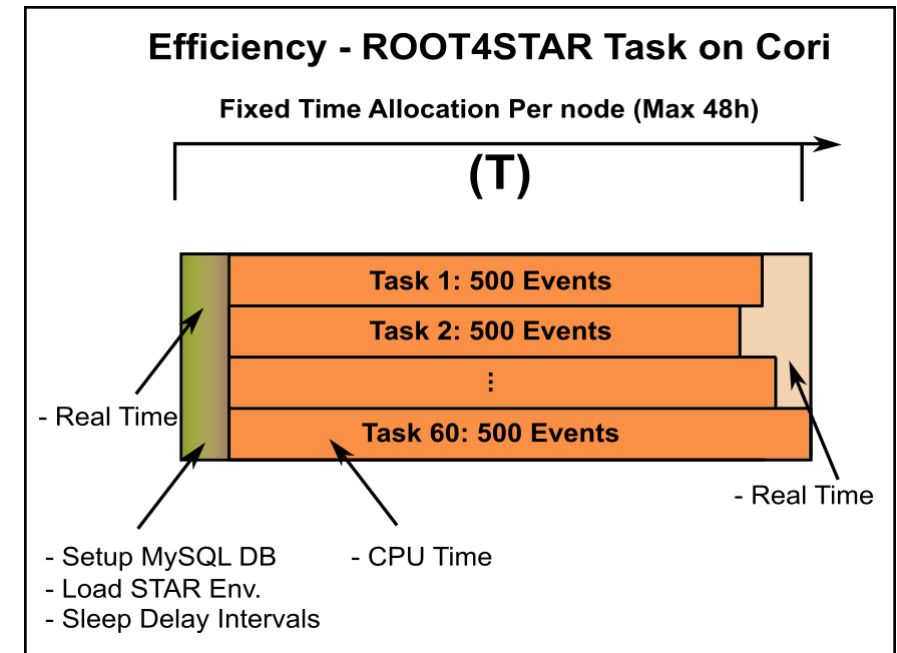 Efficiency - ROOT4STAR Task on Cori
Fixed Time Allocation Per node (Max 48h)
(T)
Task 1: 500 Events
Task 2: 500 Events
⋮
Task 60: 500 Events
- Real Time
- Real Time
- Setup MySQL DB
- Load STAR Env.
- Sleep Delay Intervals
- CPU Time